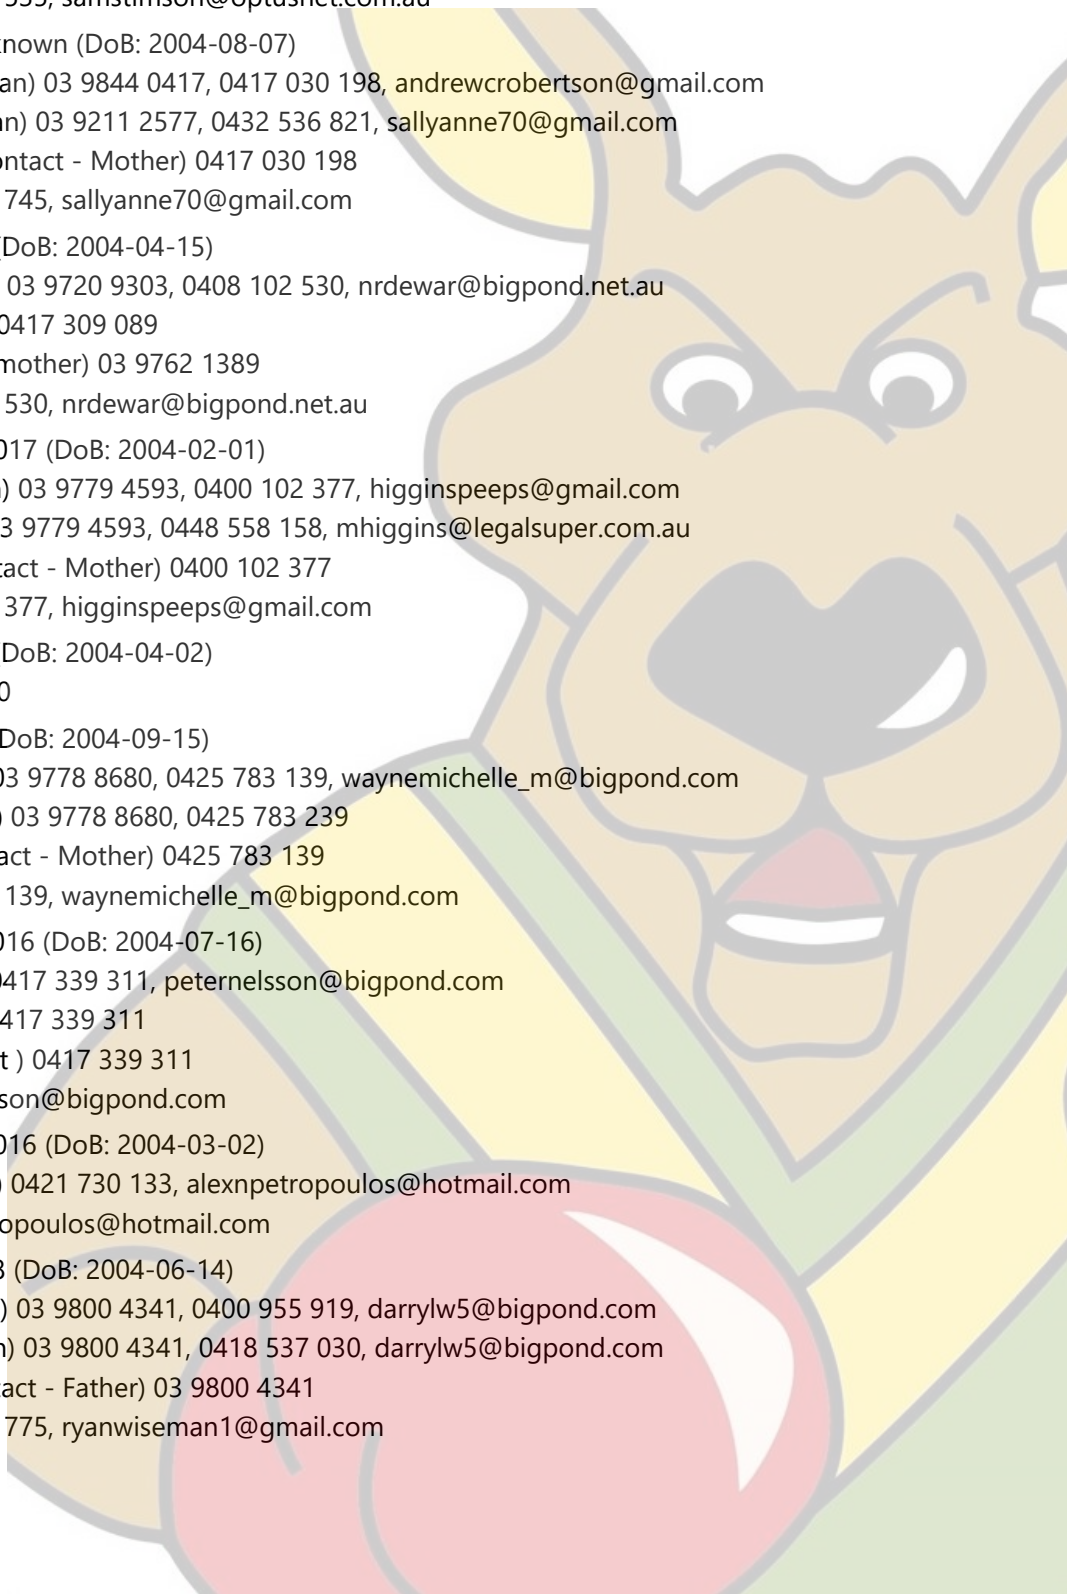 known (DoB: 2004-08-07)
an) 03 9844 0417, 0417 030 198, andrewcrobertson@gmail.com
n) 03 9211 2577, 0432 536 821, sallyanne70@gmail.com
ontact - Mother) 0417 030 198
745, sallyanne70@gmail.com
(DoB: 2004-04-15)
03 9720 9303, 0408 102 530, nrdewar@bigpond.net.au
0417 309 089
mother) 03 9762 1389
530, nrdewar@bigpond.net.au
017 (DoB: 2004-02-01)
) 03 9779 4593, 0400 102 377, higginspeeps@gmail.com
3 9779 4593, 0448 558 158, mhiggins@legalsuper.com.au
tact - Mother) 0400 102 377
377, higginspeeps@gmail.com
(DoB: 2004-04-02)
0
DoB: 2004-09-15)
03 9778 8680, 0425 783 139, waynemichelle_m@bigpond.com
) 03 9778 8680, 0425 783 239
act - Mother) 0425 783 139
139, waynemichelle_m@bigpond.com
016 (DoB: 2004-07-16)
0417 339 311, peternelsson@bigpond.com
417 339 311
t ) 0417 339 311
son@bigpond.com
016 (DoB: 2004-03-02)
) 0421 730 133, alexnpetropoulos@hotmail.com
opoulos@hotmail.com
3 (DoB: 2004-06-14)
) 03 9800 4341, 0400 955 919, darrylw5@bigpond.com
n) 03 9800 4341, 0418 537 030, darrylw5@bigpond.com
tact - Father) 03 9800 4341
775, ryanwiseman1@gmail.com